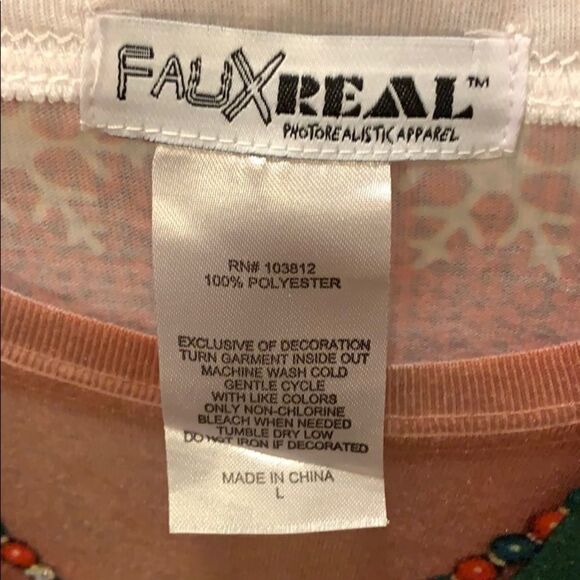 FAUXREAL™
PHOTOREALISTIC APPAREL
RN# 103812
100% POLYESTER
EXCLUSIVE OF DECORATION
TURN GARMENT INSIDE OUT
MACHINE WASH COLD
GENTLE CYCLE
WITH LIKE COLORS
ONLY NON-CHLORINE
BLEACH WHEN NEEDED
TUMBLE DRY LOW
DO NOT IRON IF DECORATED
MADE IN CHINA
L